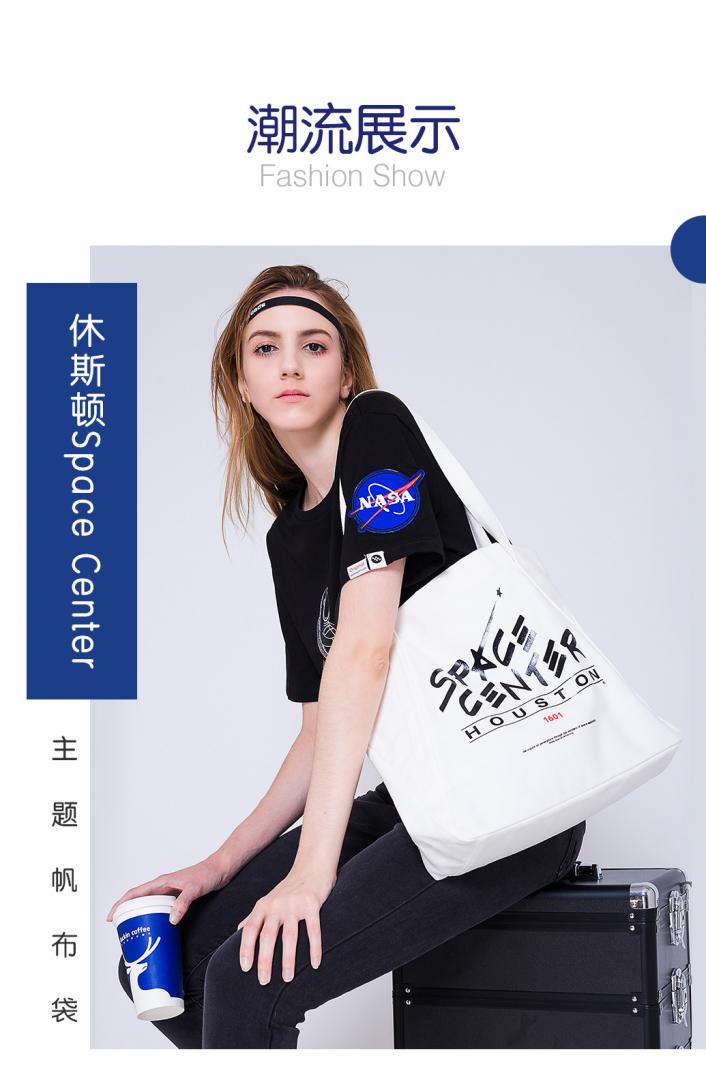 潮流展示
Fashion Show
休斯顿Space Center
主题帆布袋
NASA
Original
SPACE
CENTER
HOUSTON
1601
luckin coffee